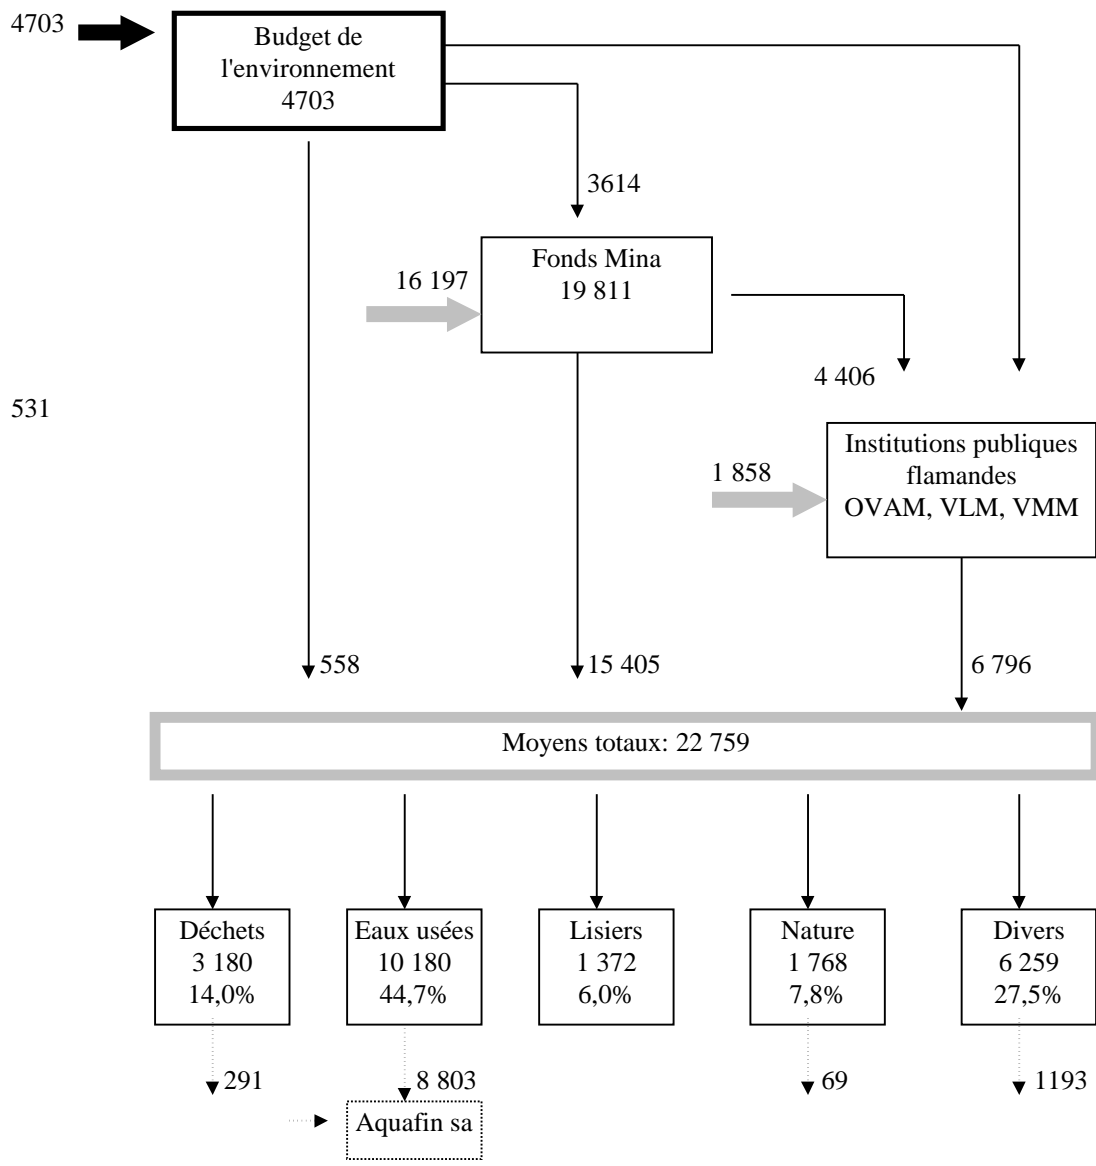 4703
Budget de
l'environnement
4703
3614
Fonds Mina
19 811
16 197
4 406
531
Institutions publiques
flamandes
OVAM, VLM, VMM
1 858
558
15 405
6 796
Moyens totaux: 22 759
Déchets
3 180
14,0%
Eaux usées
10 180
44,7%
Lisiers
1 372
6,0%
Nature
1 768
7,8%
Divers
6 259
27,5%
291
8 803
69
1193
Aquafin sa